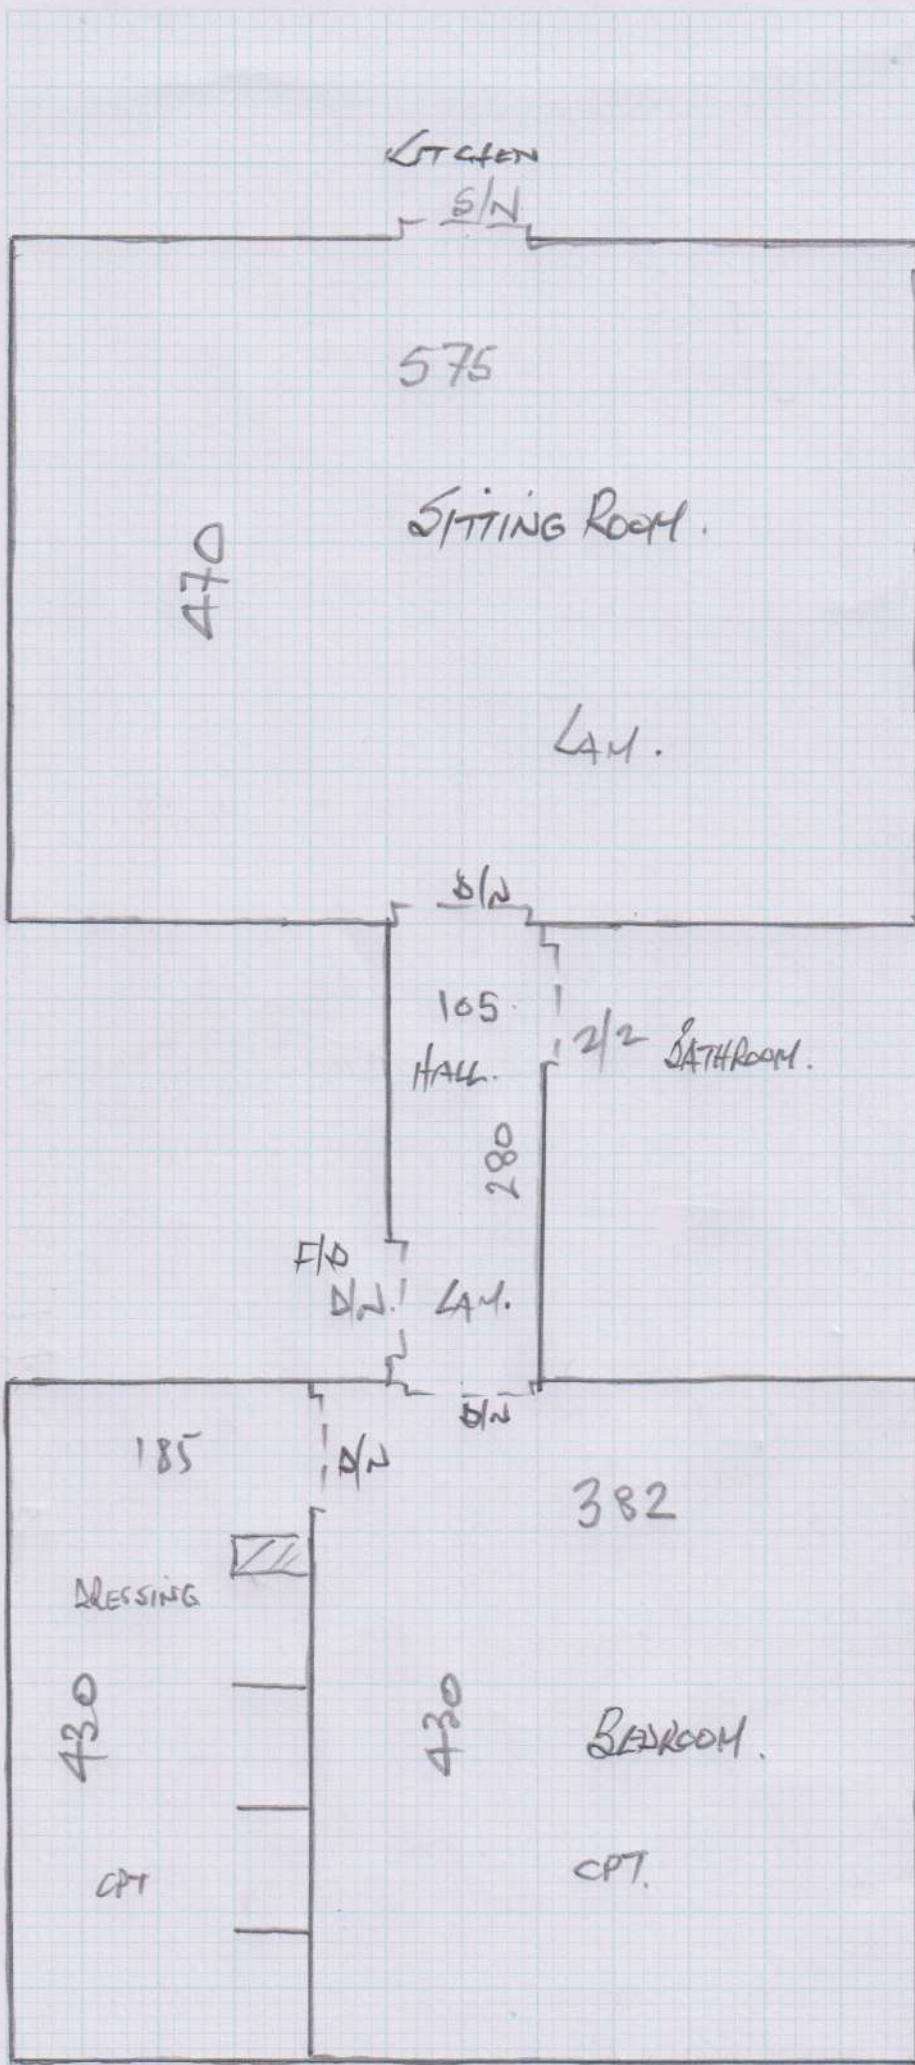 KITCHEN
S/N
575
SITTING ROOM.
470
LAM.
D/N
105
HALL.
2/2 BATHROOM.
280
F/D
D/N. LAM.
D/N
185
D/N
382
DRESSING
430
430
BEDROOM.
CPT
CPT.